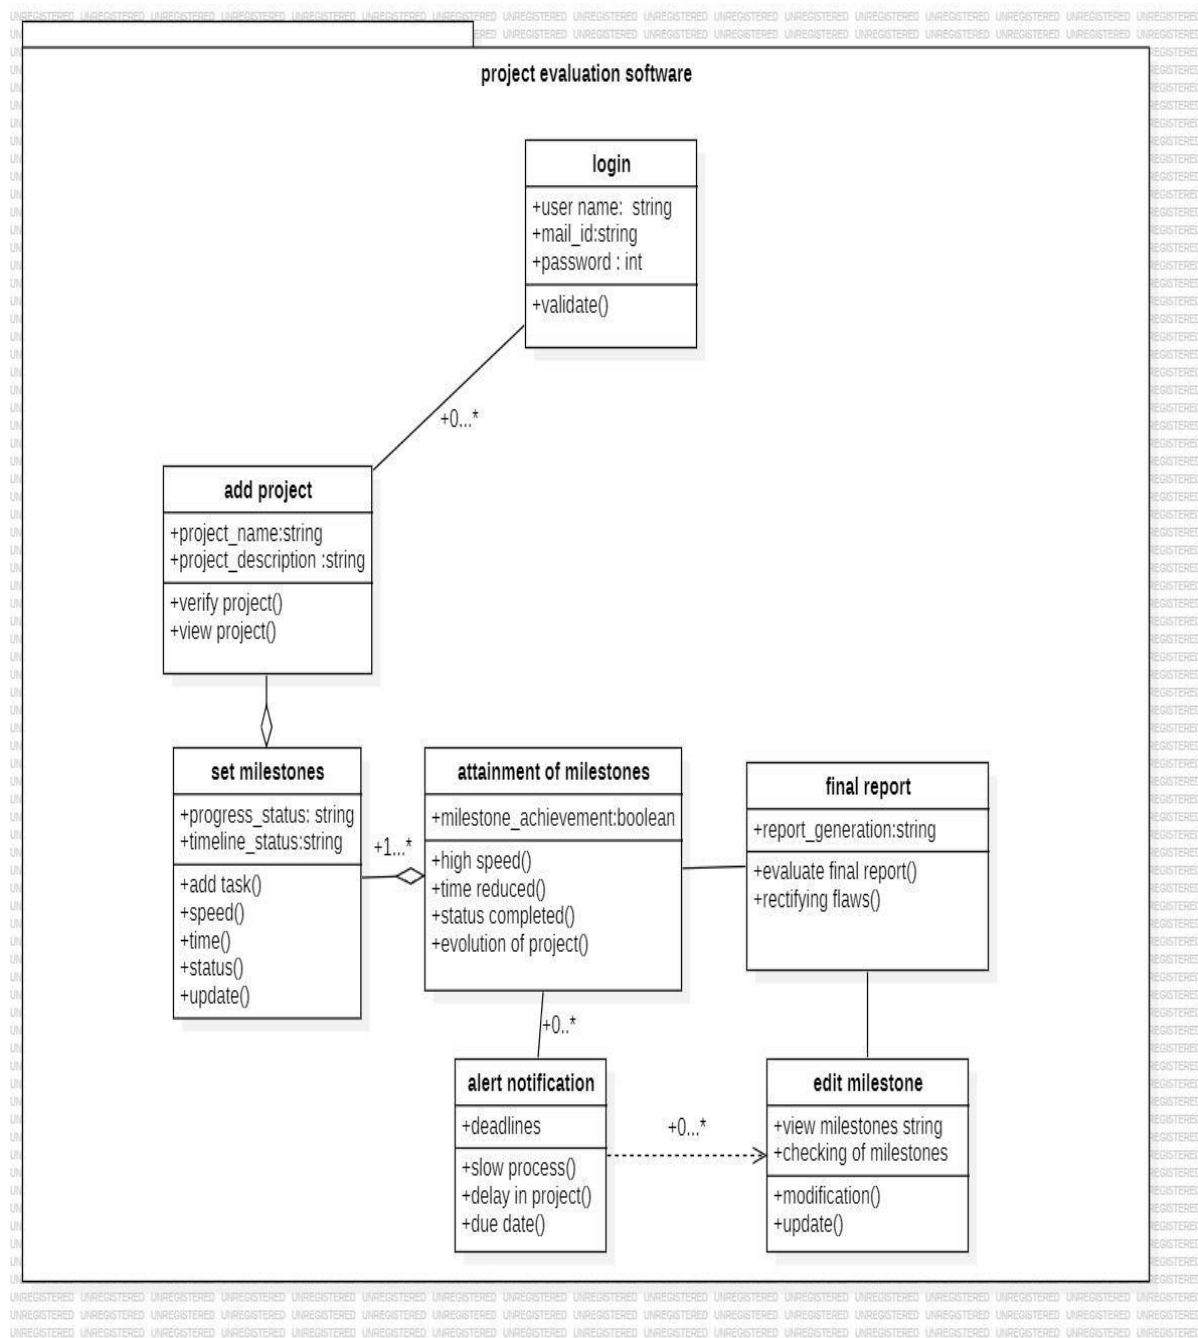 project evaluation software
login
+user name: string
+mail_id:string
+password : int
+validate()
+0...*
add project
+project_name:string
+project_description :string
+verify project()
+view project()
set milestones
+progress_status: string
+timeline_status:string
+add task()
+speed()
+time()
+status()
+update()
+1...*
attainment of milestones
+milestone_achievement:boolean
+high speed()
+time reduced()
+status completed()
+evolution of project()
final report
+report_generation:string
+evaluate final report()
+rectifying flaws()
+0..*
alert notification
+deadlines
+slow process()
+delay in project()
+due date()
+0...*
edit milestone
+view milestones string
+checking of milestones
+modification()
+update()
UNREGISTERED